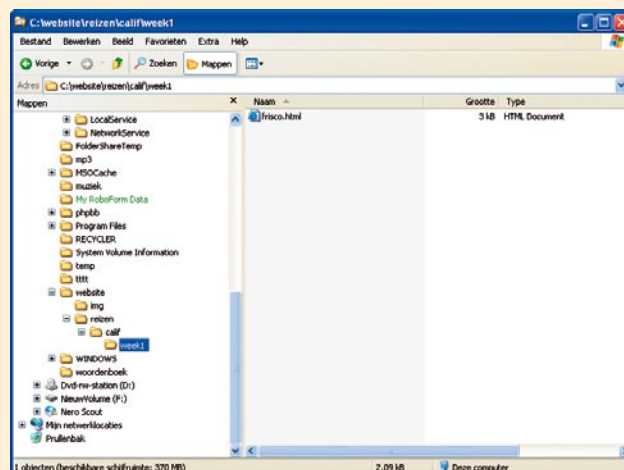 C:\website\reizen\calif\week1
Bestand Bewerken Beeld Favorieten Extra Help
Vorige Zoeken Mappen
Adres C:\website\reizen\calif\week1
Mappen
Naam Grootte Type
frisco.html 3 kB HTML Document
LocalService
NetworkService
FolderShareTemp
mp3
MSOCache
muziek
My RoboForm Data
phpbb
Program Files
RECYCLER
System Volume Information
temp
tttt
website
img
reizen
calif
week1
WINDOWS
woordenboek
Dvd-rw-station (D:)
NieuwVolume (F:)
Nero Scout
Mijn netwerklocaties
Prullenbak
1 objecten (beschikbare schijfruimte: 370 MB) 2,09 kB Deze computer